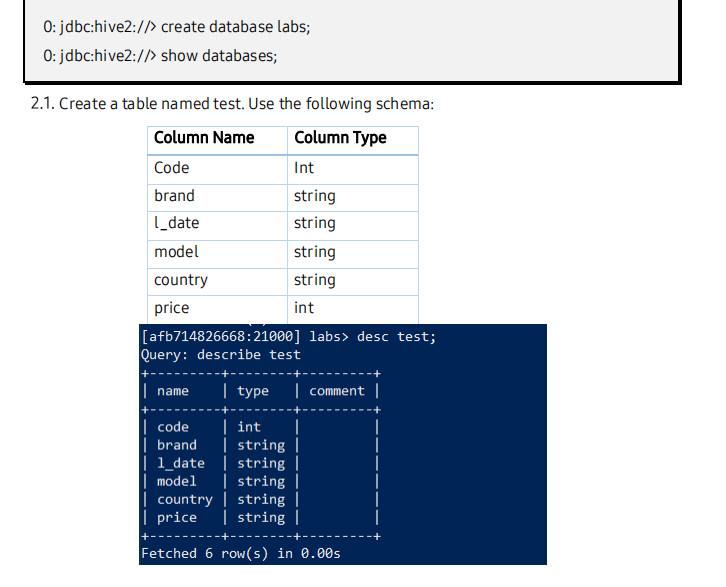 0: jdbc:hive2://> create database labs;
0: jdbc:hive2://> show databases;
2.1. Create a table named test. Use the following schema:
Column Name Column Type
Code Int
brand string
l_date string
model string
country string
price int
[afb714826668:21000] labs> desc test;
Query: describe test
+---------+--------+---------+
| name | type | comment |
+---------+--------+---------+
| code | int | |
| brand | string | |
| l_date | string | |
| model | string | |
| country | string | |
| price | string | |
+---------+--------+---------+
Fetched 6 row(s) in 0.00s